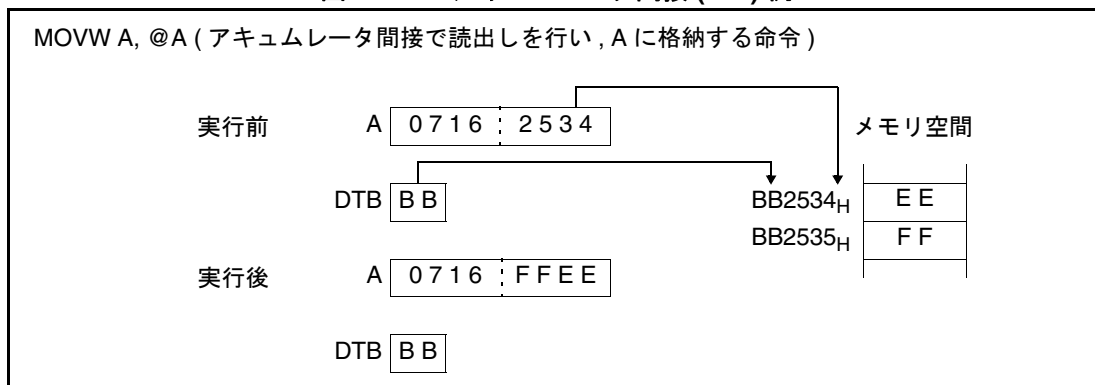 MOVW A, @A ( アキュムレータ間接で読出しを行い , A に格納する命令 )
実行前 A 0716 2534 メモリ空間
DTB BB BB2534H EE
BB2535H FF
実行後 A 0716 FFEE
DTB BB